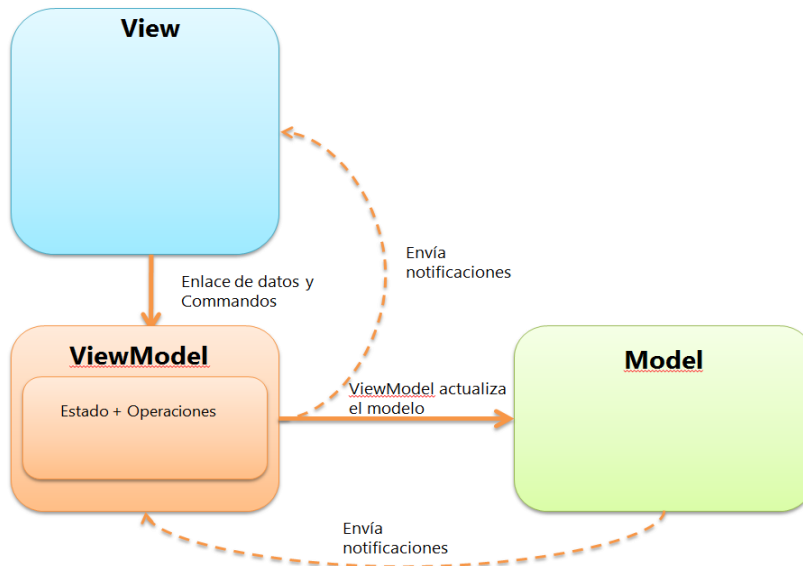 View
Envía
notificaciones
Enlace de datos y
Commandos
ViewModel
Estado + Operaciones
ViewModel actualiza
el modelo
Model
Envía
notificaciones